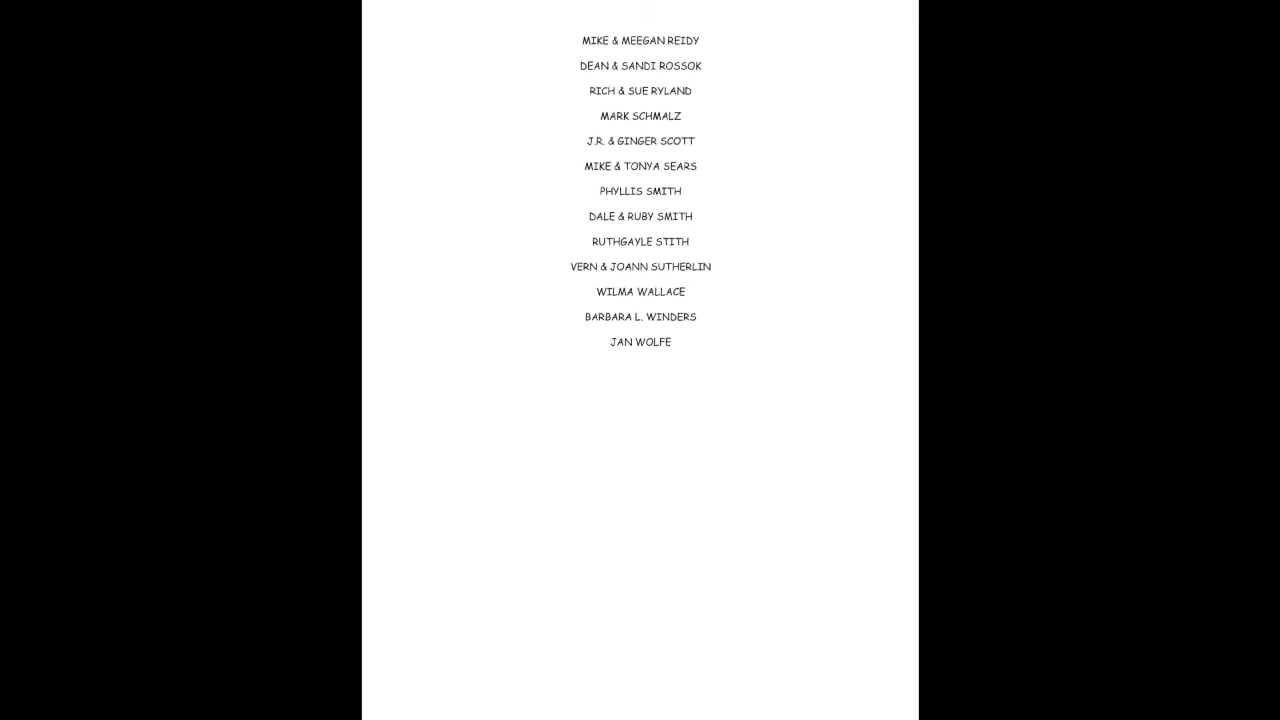 MIKE & MEEGAN REIDY
DEAN & SANDI ROSSOK
RICH & SUE RYLAND
MARK SCHMALZ
J.R. & GINGER SCOTT
MIKE & TONYA SEARS
PHYLLIS SMITH
DALE & RUBY SMITH
RUTHGAYLE STITH
VERN & JOANN SUTHERLIN
WILMA WALLACE
BARBARA L. WINDERS
JAN WOLFE